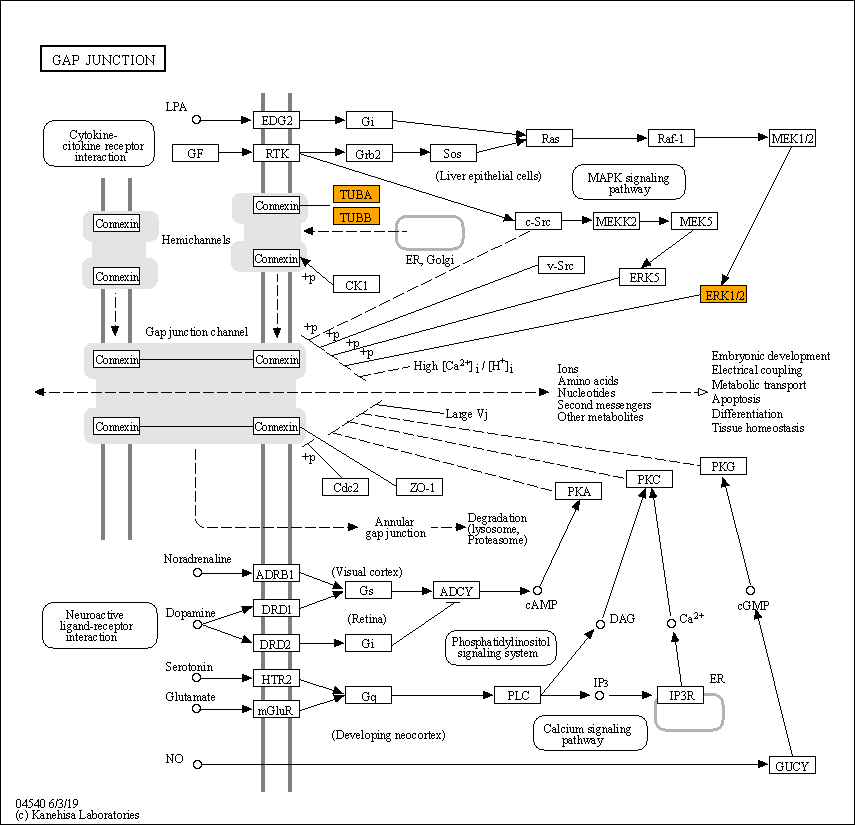 GAP JUNCTION
LPA
EDG2
Gi
Cytokine-
citokine receptor
interaction
Ras
Raf-1
MEK1/2
GF
RTK
Grb2
Sos
(Liver epithelial cells)
MAPK signaling
pathway
TUBA
Connexin
TUBB
Connexin
c-Src
MEKK2
MEK5
Hemichannels
ER, Golgi
Connexin
v-Src
Connexin
+p
CK1
ERK5
ERK1/2
Gap junction channel
+p
+p
+p
+p
Connexin
Connexin
High [Ca2+] i / [H+] i
Ions
Amino acids
Nucleotides
Second messengers
Other metabolites
Embryonic development
Electrical coupling
Metabolic transport
Apoptosis
Differentiation
Tissue homeostasis
Large Vj
Connexin
Connexin
+p
Cdc2
ZO-1
PKA
PKC
PKG
Annular
gap junction
Degradation
(lysosome,
Proteasome)
Noradrenaline
ADRB1
(Visual cortex)
Gs
ADCY
cAMP
cGMP
Dopamine
DRD1
(Retina)
DAG
Ca2+
Neuroactive
ligand-receptor
interaction
DRD2
Gi
Phosphatidylinositol
signaling system
Serotonin
HTR2
IP3
ER
Glutamate
mGluR
Gq
PLC
IP3R
(Developing neocortex)
Calcium signaling
pathway
NO
GUCY
04540 6/3/19
(c) Kanehisa Laboratories